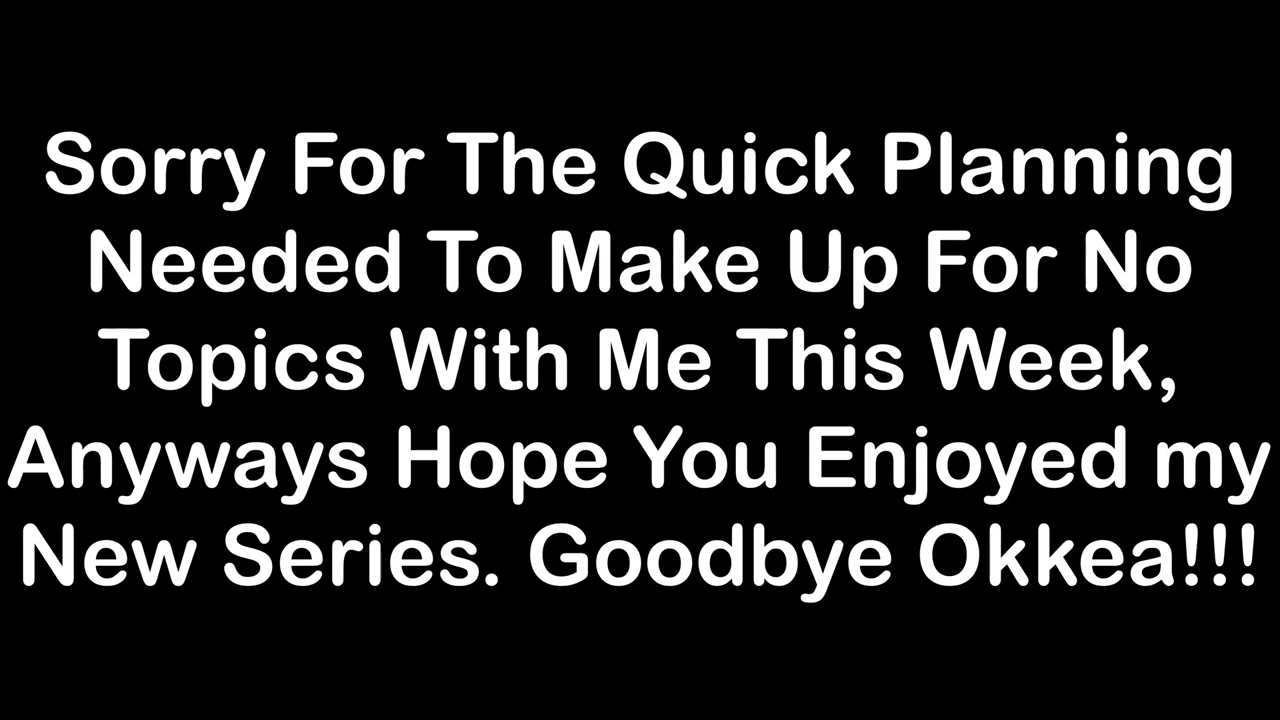 Sorry For The Quick Planning
Needed To Make Up For No
Topics With Me This Week,
Anyways Hope You Enjoyed my
New Series. Goodbye Okkea!!!